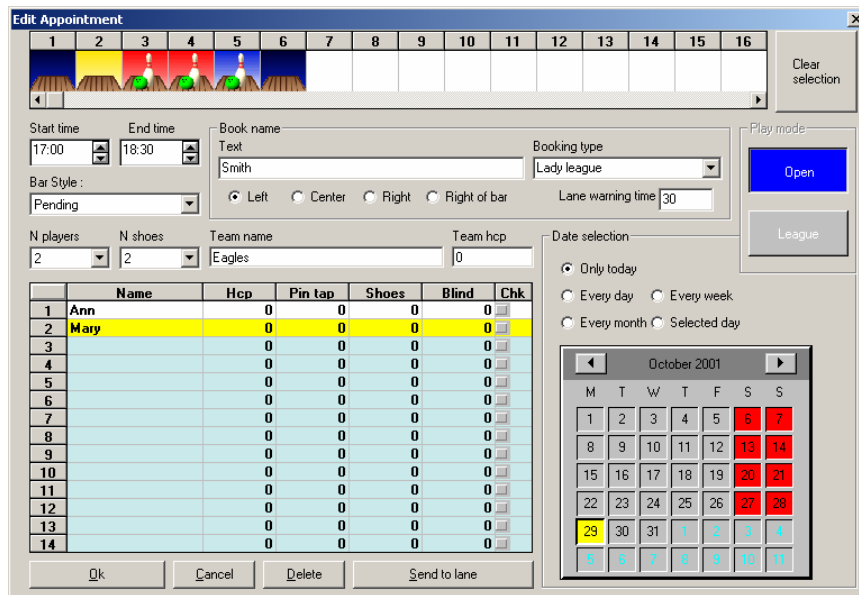 Edit Appointment
1 2 3 4 5 6 7 8 9 10 11 12 13 14 15 16
Clear selection
Start time End time
17:00 18:30
Bar Style :
Pending
Book name
Text Booking type
Smith Lady league
Left Center Right Right of bar Lane warning time 30
Play mode
Open
League
N players N shoes Team name Team hcp
2 2 Eagles 0
Name Hcp Pin tap Shoes Blind Chk
1 Ann 0 0 0 0
2 Mary 0 0 0 0
3 0 0 0 0
4 0 0 0 0
5 0 0 0 0
6 0 0 0 0
7 0 0 0 0
8 0 0 0 0
9 0 0 0 0
10 0 0 0 0
11 0 0 0 0
12 0 0 0 0
13 0 0 0 0
14 0 0 0 0
Date selection
Only today
Every day Every week
Every month Selected day
October 2001
M T W T F S S
1 2 3 4 5 6 7
8 9 10 11 12 13 14
15 16 17 18 19 20 21
22 23 24 25 26 27 28
29 30 31 1 2 3 4
5 6 7 8 9 10 11
Ok Cancel Delete Send to lane